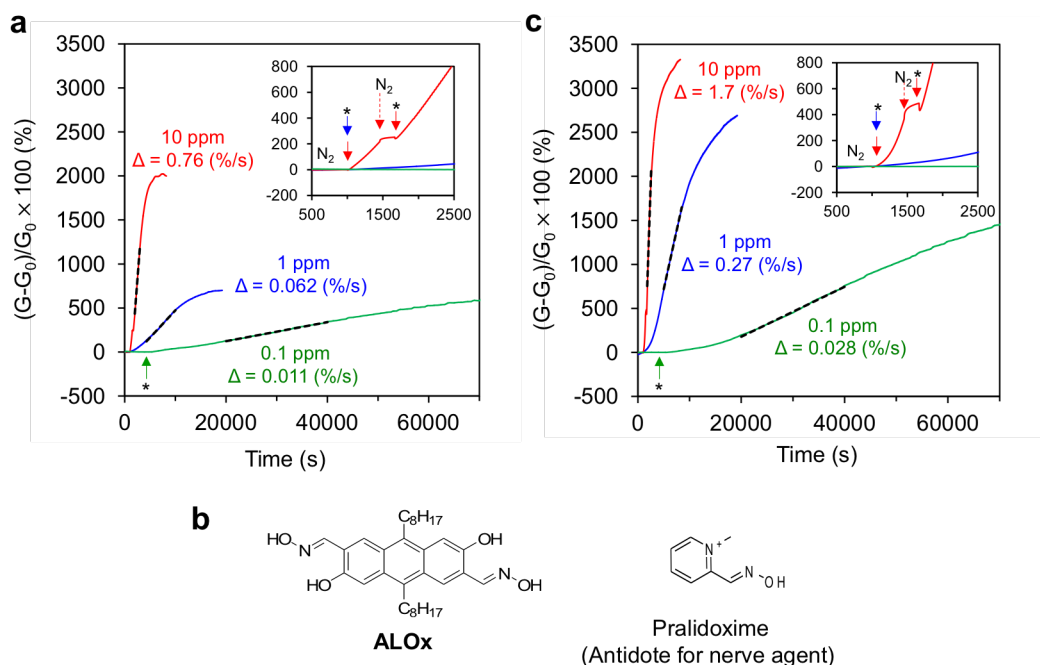 a
(G-G₀)/G₀ × 100 (%)
3500
3000
2500
2000
1500
1000
500
0
-500
0 20000 40000 60000
Time (s)
10 ppm
Δ = 0.76 (%/s)
1 ppm
Δ = 0.062 (%/s)
0.1 ppm
Δ = 0.011 (%/s)
*
800
600
400
200
0
-200
500 1500 2500
N₂
*
N₂
*
c
(G-G₀)/G₀ × 100 (%)
3500
3000
2500
2000
1500
1000
500
0
-500
0 20000 40000 60000
Time (s)
10 ppm
Δ = 1.7 (%/s)
1 ppm
Δ = 0.27 (%/s)
0.1 ppm
Δ = 0.028 (%/s)
*
800
600
400
200
0
-200
500 1500 2500
N₂
*
N₂
*
b
C₈H₁₇
HO
N
OH
HO
N
OH
C₈H₁₇
ALOx
N⁺
N
OH
Pralidoxime
(Antidote for nerve agent)